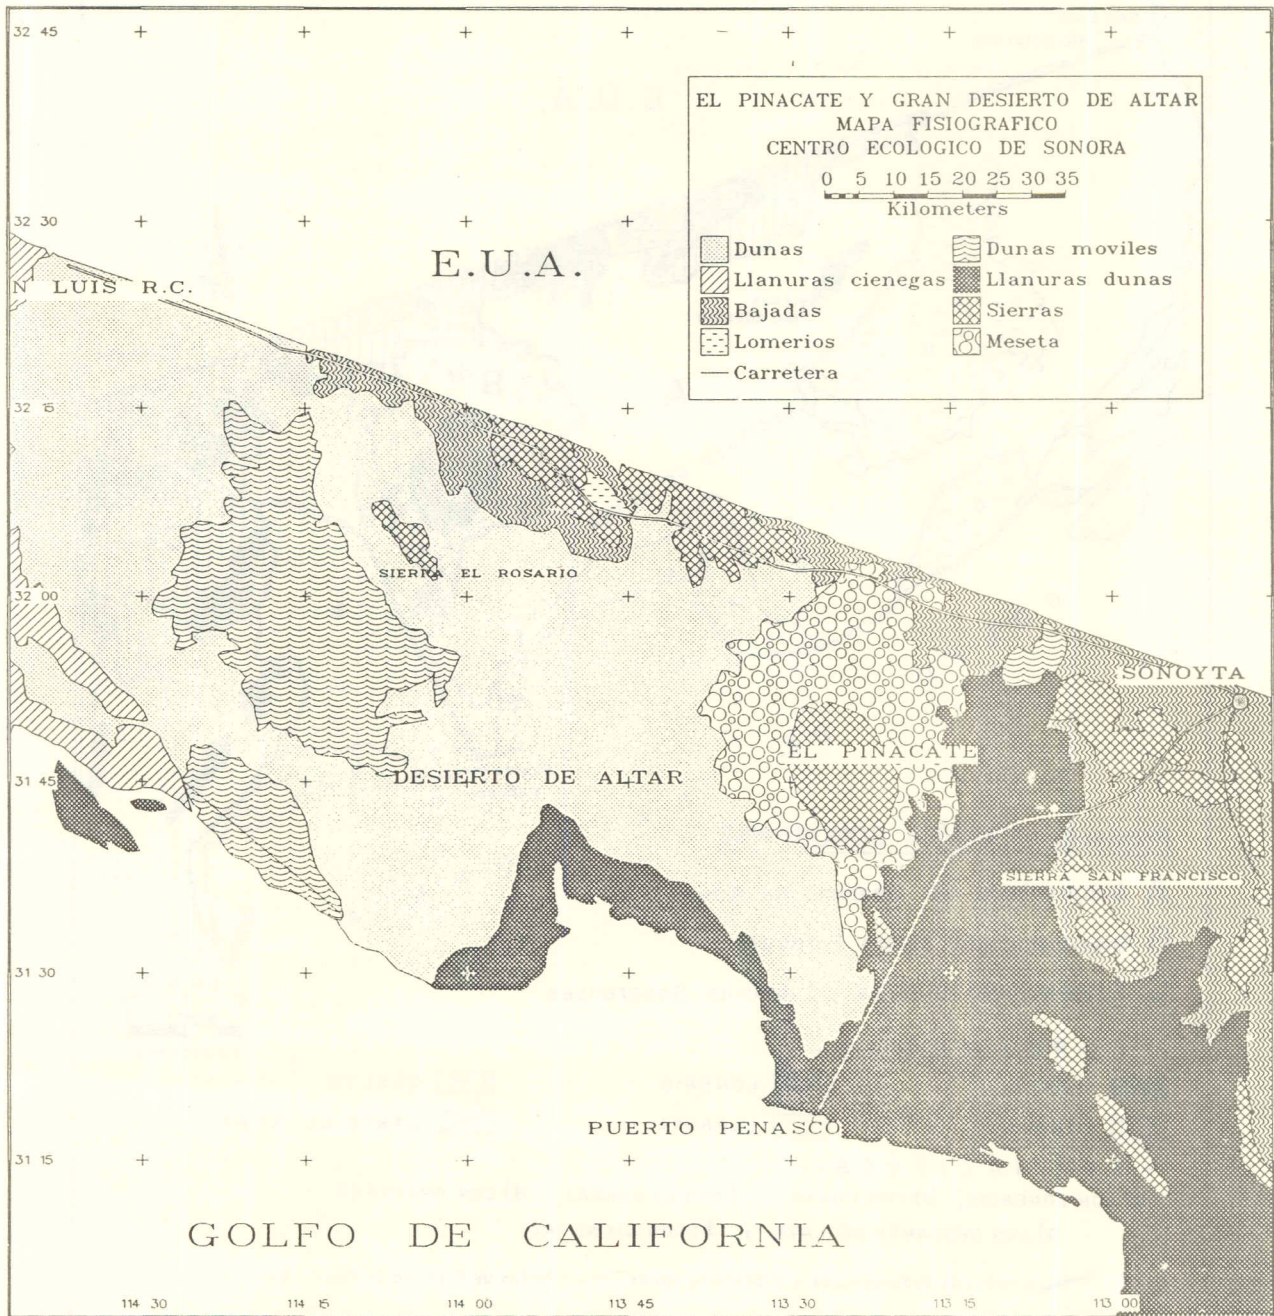 32 45
EL PINACATE Y GRAN DESIERTO DE ALTAR
MAPA FISIOGRAFICO
CENTRO ECOLOGICO DE SONORA
0 5 10 15 20 25 30 35
Kilometers
Dunas
Dunas moviles
Llanuras cienegas
Llanuras dunas
Bajadas
Sierras
Lomerios
Meseta
Carretera
32 30
E.U.A.
N LUIS R.C.
32 15
SIERRA EL ROSARIO
32 00
SONOYTA
EL PINACATE
DESIERTO DE ALTAR
31 45
SIERRA SAN FRANCISCO
31 30
PUERTO PENASCO
31 15
GOLFO DE CALIFORNIA
114 30
114 15
114 00
113 45
113 30
113 15
113 00